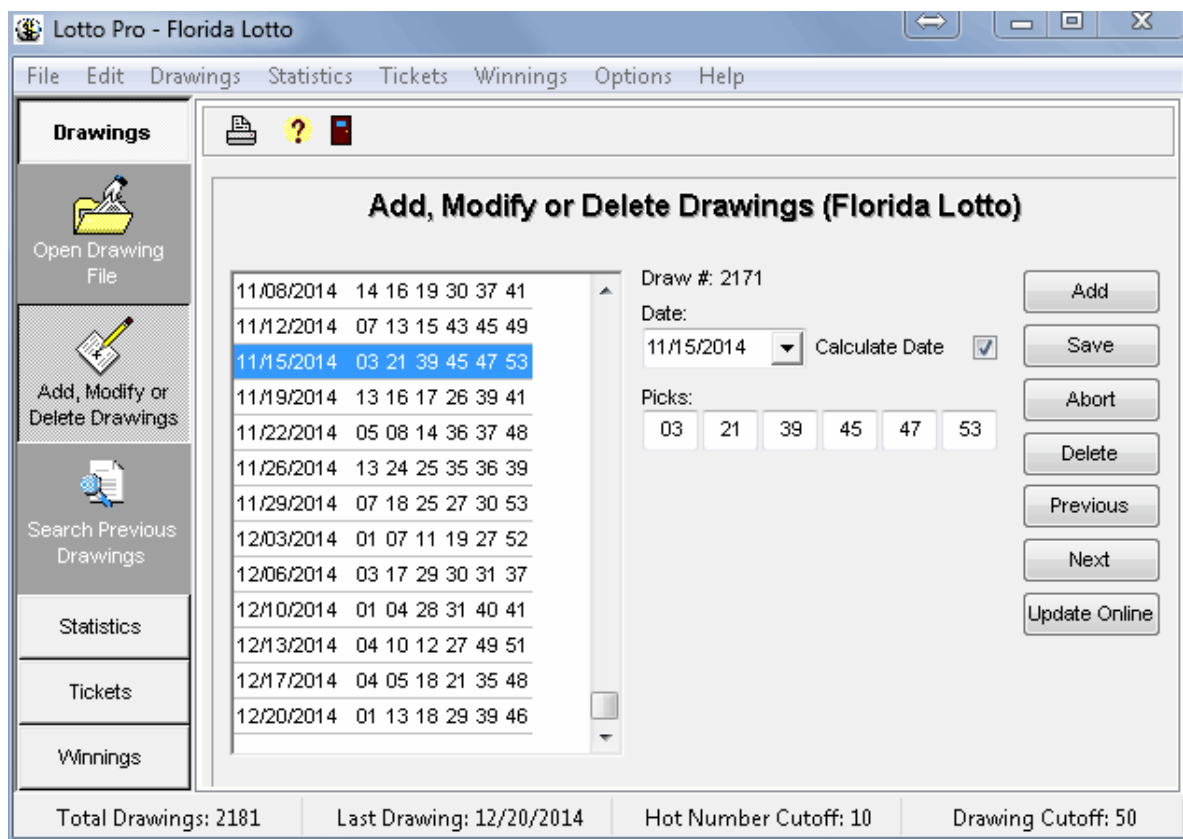 Lotto Pro - Florida Lotto
File Edit Drawings Statistics Tickets Winnings Options Help
Drawings
Open Drawing
File
Add, Modify or
Delete Drawings
Search Previous
Drawings
Statistics
Tickets
Winnings
Add, Modify or Delete Drawings (Florida Lotto)
11/08/2014 14 16 19 30 37 41
11/12/2014 07 13 15 43 45 49
11/15/2014 03 21 39 45 47 53
11/19/2014 13 16 17 26 39 41
11/22/2014 05 08 14 36 37 48
11/26/2014 13 24 25 35 36 39
11/29/2014 07 18 25 27 30 53
12/03/2014 01 07 11 19 27 52
12/06/2014 03 17 29 30 31 37
12/10/2014 01 04 28 31 40 41
12/13/2014 04 10 12 27 49 51
12/17/2014 04 05 18 21 35 48
12/20/2014 01 13 18 29 39 46
Draw #: 2171
Date:
11/15/2014 Calculate Date
Picks:
03 21 39 45 47 53
Add
Save
Abort
Delete
Previous
Next
Update Online
Total Drawings: 2181 Last Drawing: 12/20/2014 Hot Number Cutoff: 10 Drawing Cutoff: 50